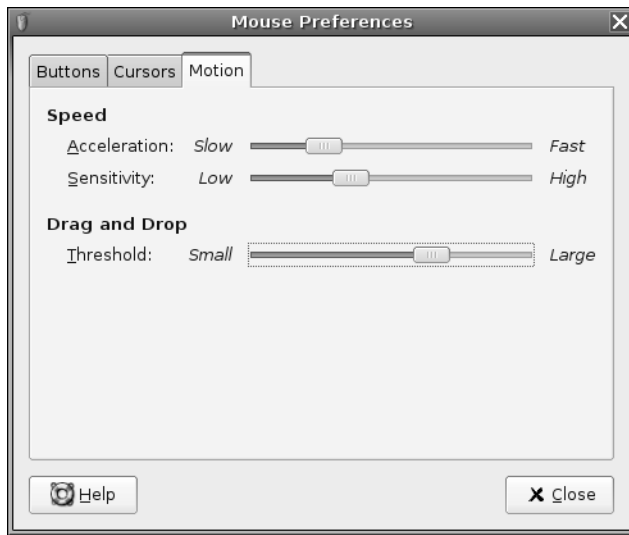 Mouse Preferences
Buttons Cursors Motion
Speed
Acceleration: Slow Fast
Sensitivity: Low High
Drag and Drop
Threshold: Small Large
Help Close